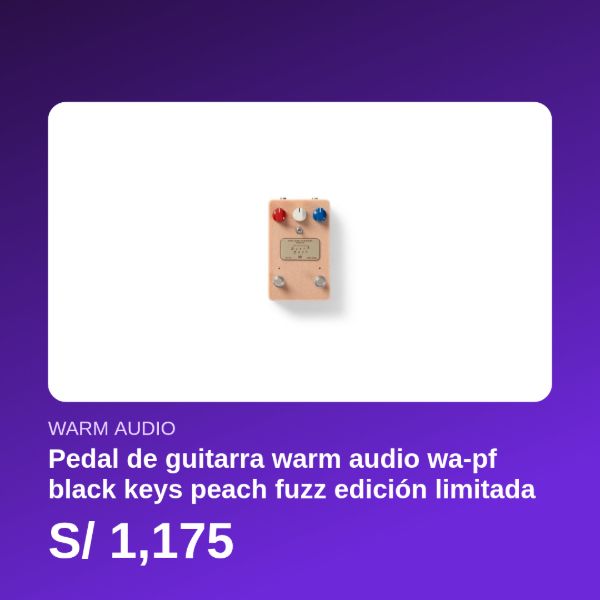 WARM AUDIO
Pedal de guitarra warm audio wa-pf
black keys peach fuzz edición limitada
S/ 1,175